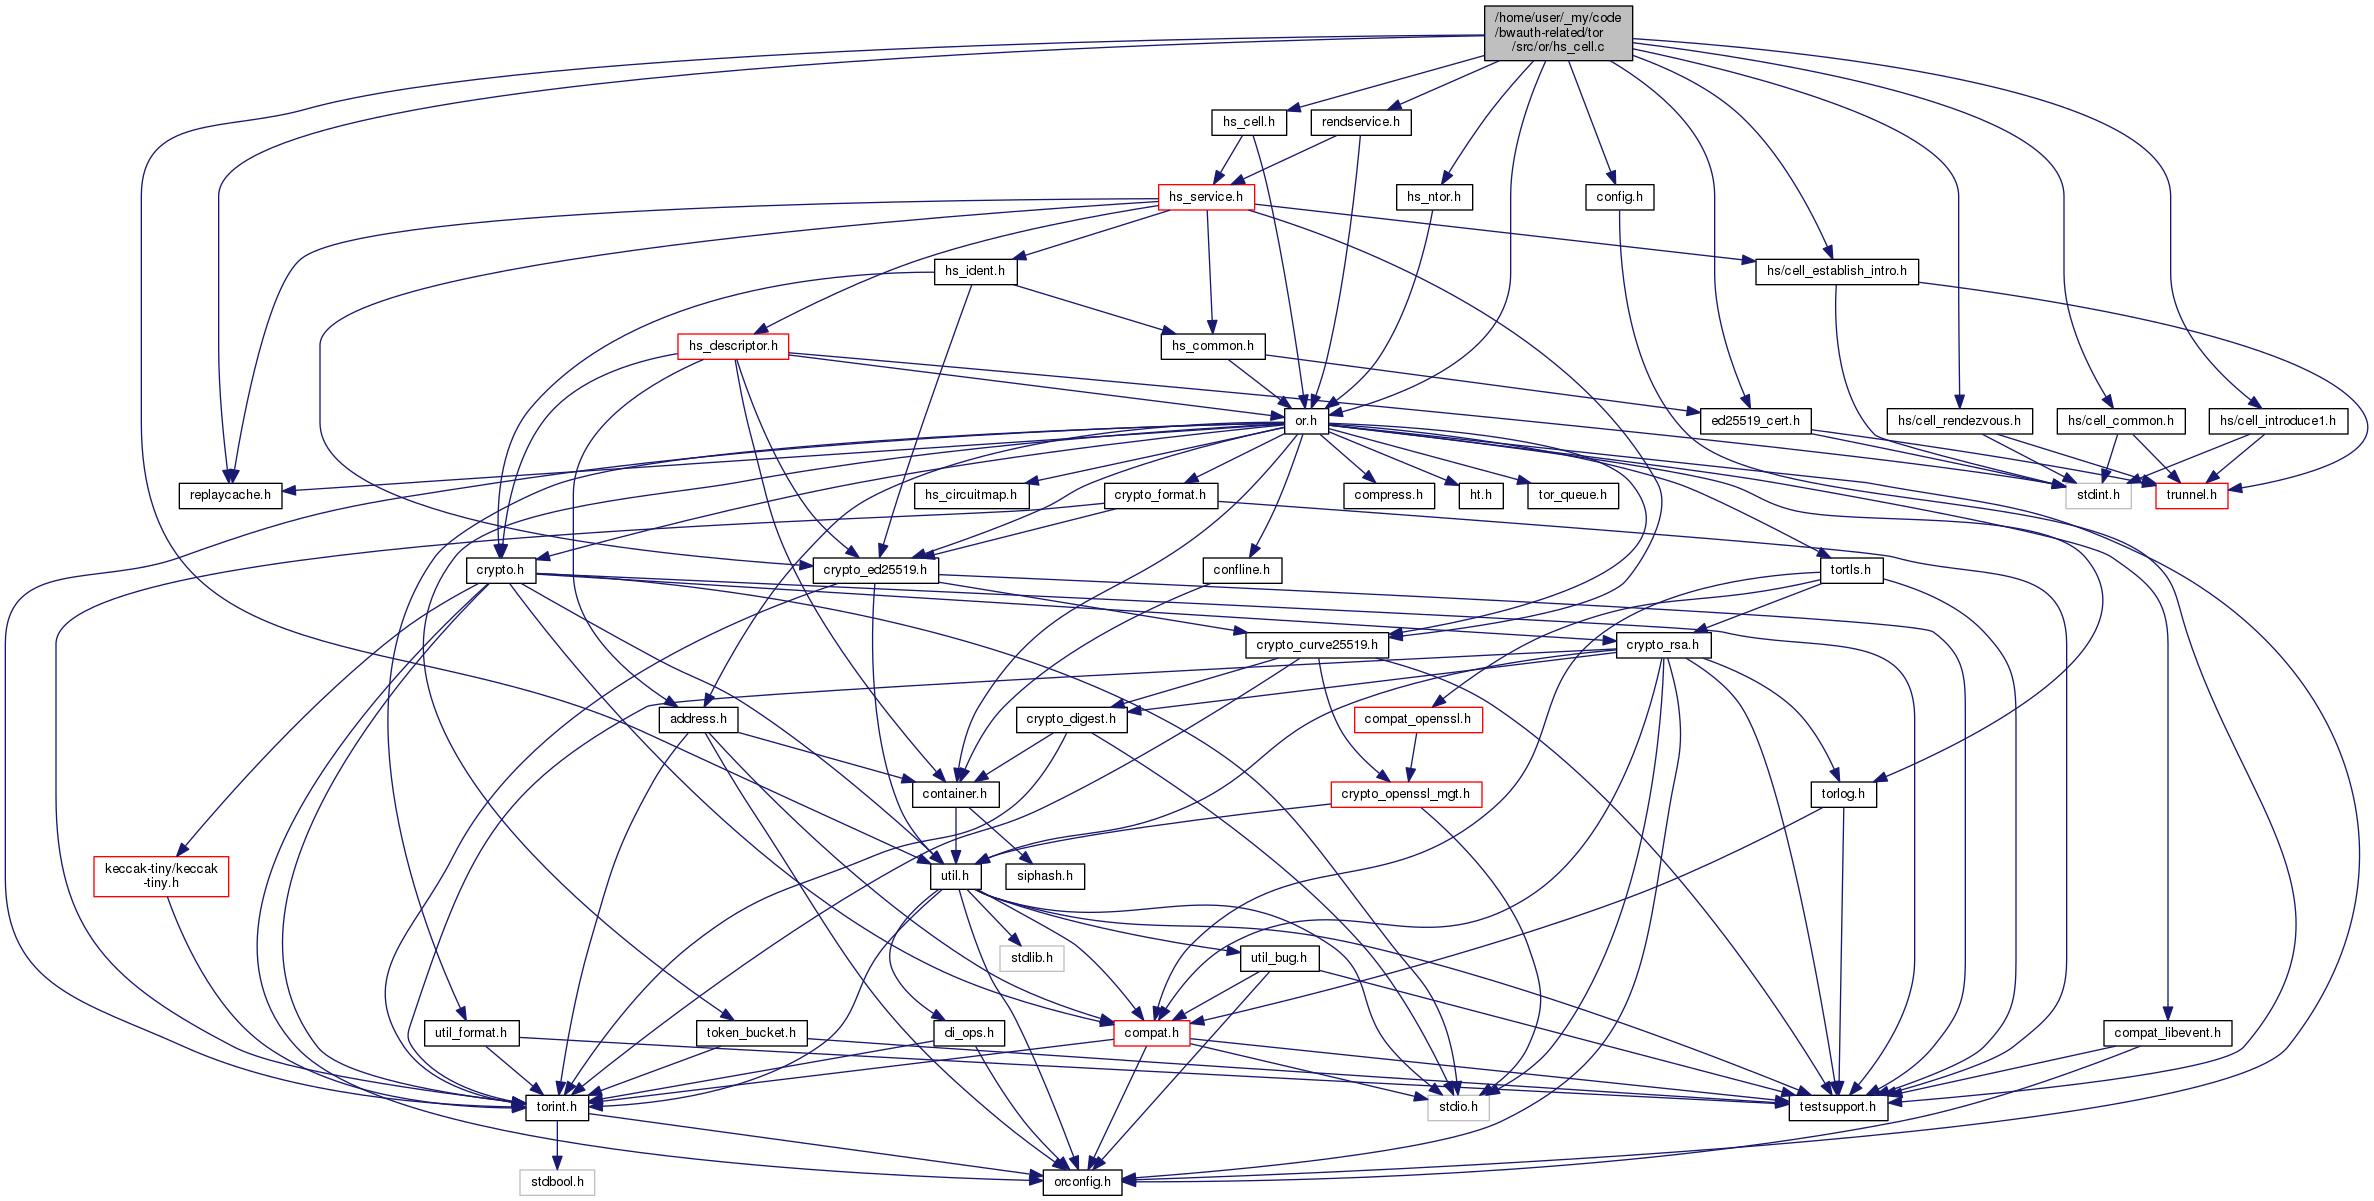 /home/user/_my/code
/bwauth-related/tor
/src/or/hs_cell.c
hs_cell.h
rendservice.h
hs_service.h
hs_ntor.h
config.h
hs_ident.h
hs/cell_establish_intro.h
hs_descriptor.h
hs_common.h
or.h
ed25519_cert.h
hs/cell_rendezvous.h
hs/cell_common.h
hs/cell_introduce1.h
replaycache.h
hs_circuitmap.h
crypto_format.h
compress.h
ht.h
tor_queue.h
stdint.h
trunnel.h
crypto.h
crypto_ed25519.h
confline.h
tortls.h
crypto_curve25519.h
crypto_rsa.h
address.h
crypto_digest.h
compat_openssl.h
container.h
crypto_openssl_mgt.h
torlog.h
keccak-tiny/keccak
-tiny.h
util.h
siphash.h
stdlib.h
util_bug.h
util_format.h
token_bucket.h
di_ops.h
compat.h
compat_libevent.h
torint.h
stdio.h
testsupport.h
stdbool.h
orconfig.h